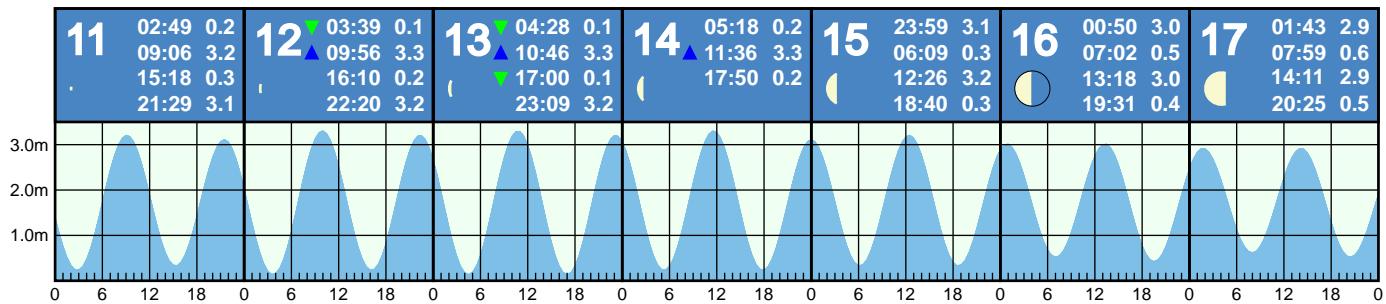 11
02:49 0.2
09:06 3.2
15:18 0.3
21:29 3.1
12
▼ 03:39 0.1
▲ 09:56 3.3
16:10 0.2
22:20 3.2
13
▼ 04:28 0.1
▲ 10:46 3.3
▼ 17:00 0.1
23:09 3.2
14
05:18 0.2
▲ 11:36 3.3
17:50 0.2
15
23:59 3.1
06:09 0.3
12:26 3.2
18:40 0.3
16
00:50 3.0
07:02 0.5
13:18 3.0
19:31 0.4
17
01:43 2.9
07:59 0.6
14:11 2.9
20:25 0.5
3.0m
2.0m
1.0m
0 6 12 18 0 6 12 18 0 6 12 18 0 6 12 18 0 6 12 18 0 6 12 18 0 6 12 18 0